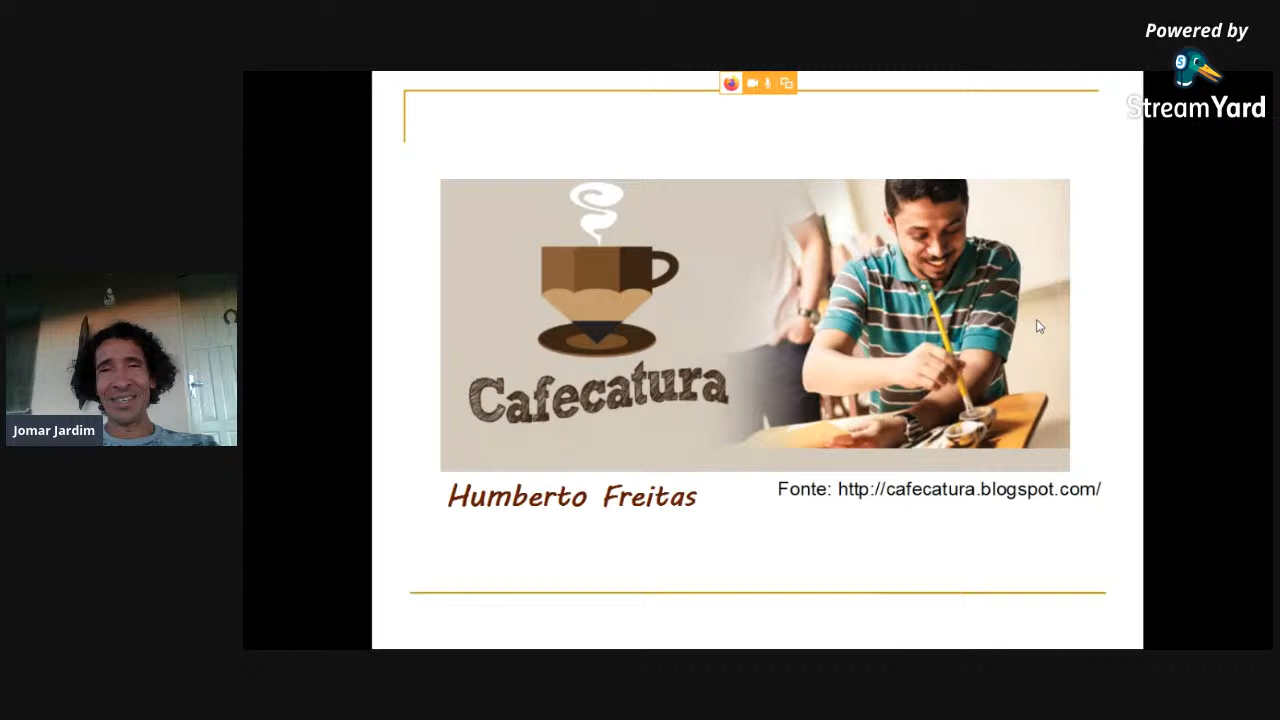 Powered by
StreamYard
Cafecatura
Humberto Freitas
Fonte: http://cafecatura.blogspot.com/
Jomar Jardim